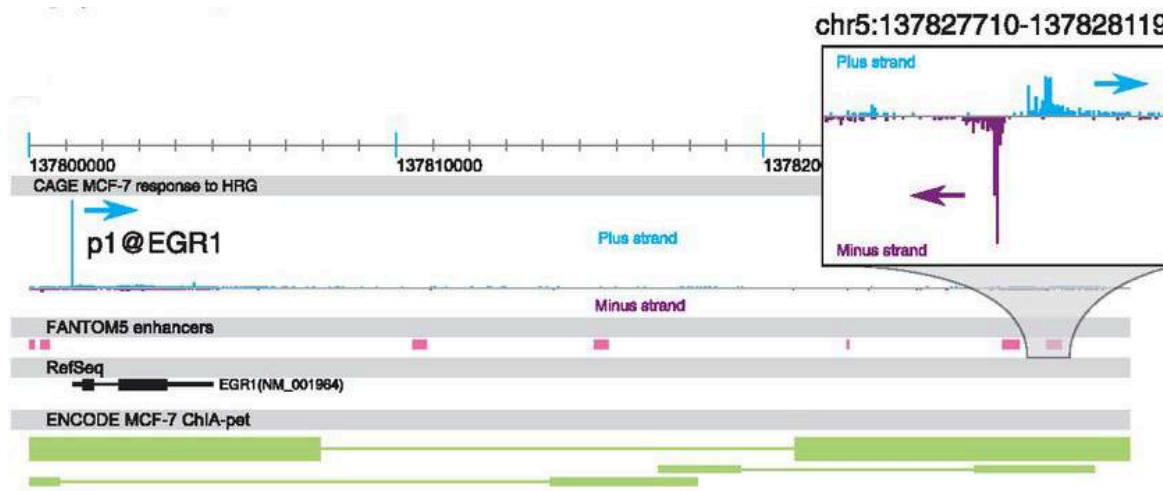 chr5:137827710-137828119
Plus strand
Minus strand
137800000
137810000
CAGE MCF-7 response to HRG
p1@EGR1
Plus strand
Minus strand
FANTOM5 enhancers
RefSeq
EGR1(NM_001964)
ENCODE MCF-7 ChIA-pet